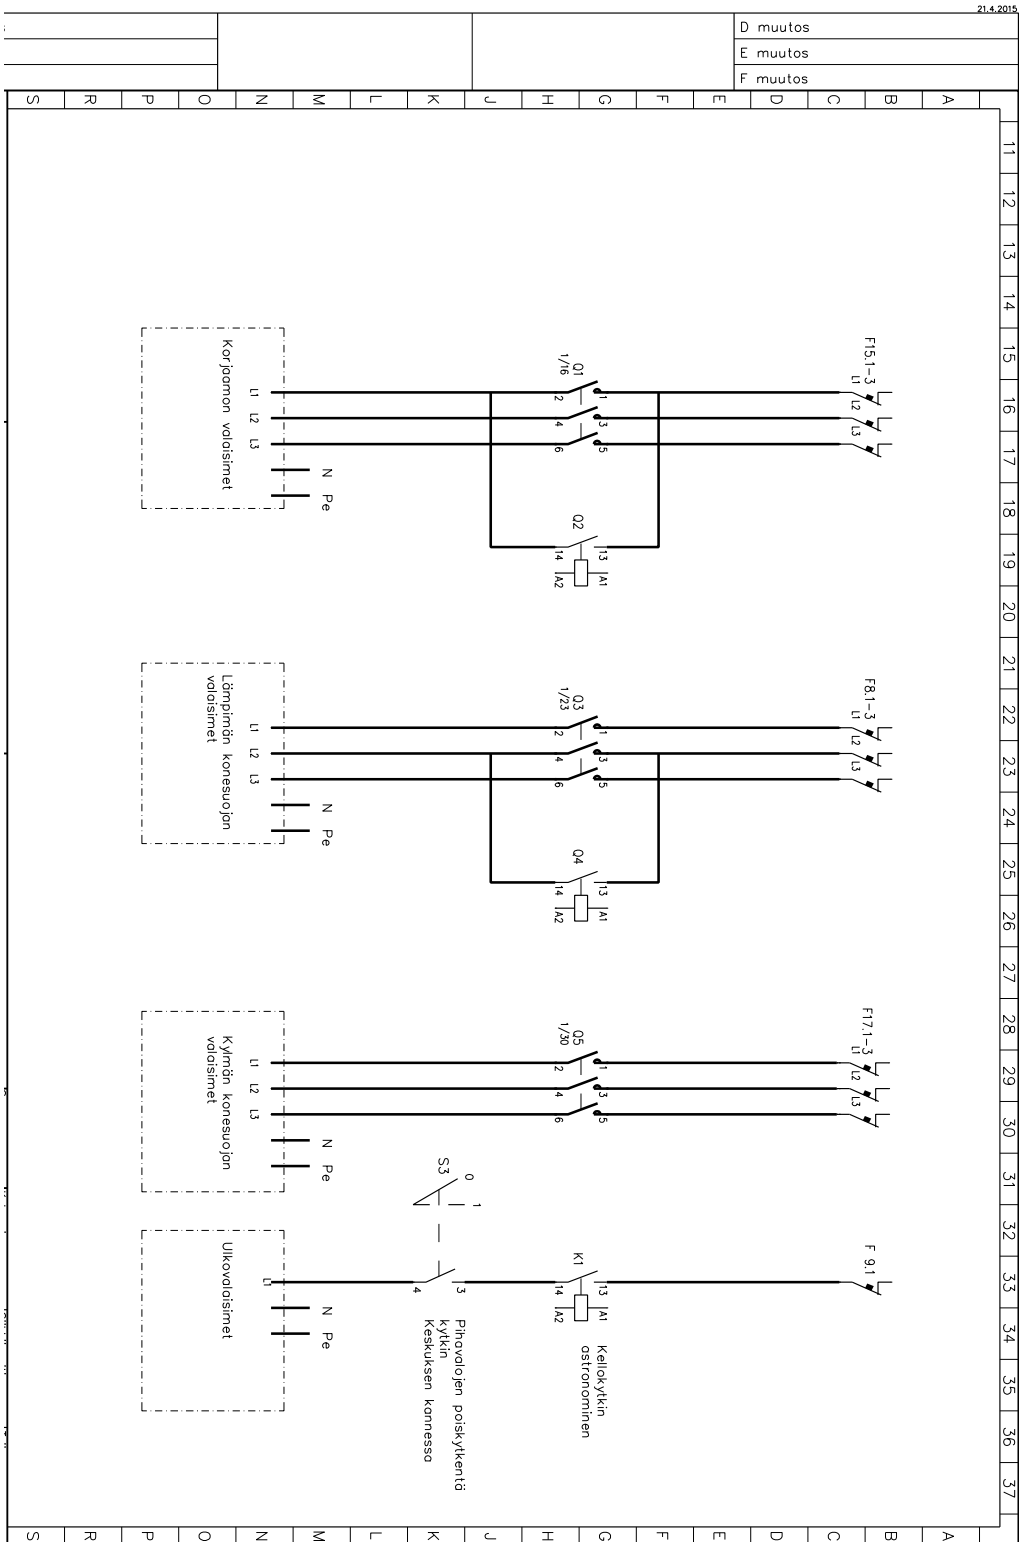 21.4.2015
D muutos
E muutos
F muutos
S R P O N M L K J H G F E D C B A
11
12
13
14
15
16
17
18
19
20
21
22
23
24
25
26
27
28
29
30
31
32
33
34
35
36
37
F15.1-3
L1
L2
L3
Q1
1/16
1
2
3
4
5
6
Q2
13
14
A1
A2
L1
L2
L3
N
Pe
Korjaamon valaisimet
F8.1-3
L1
L2
L3
Q3
1/23
1
2
3
4
5
6
Q4
13
14
A1
A2
L1
L2
L3
N
Pe
Lämpimän konesuojan
valaisimet
F17.1-3
L1
L2
L3
Q5
1/30
1
2
3
4
5
6
L1
L2
L3
N
Pe
Kylmän konesuojan
valaisimet
F 9.1
K1
13
14
A1
A2
Kellokytkin
astronominen
S3
0
1
3
4
Pihavalojen poiskytkentä
kytkin
Keskuksen kannessa
L1
N
Pe
Ulkovalaisimet
S R P O N M L K J H G F E D C B A